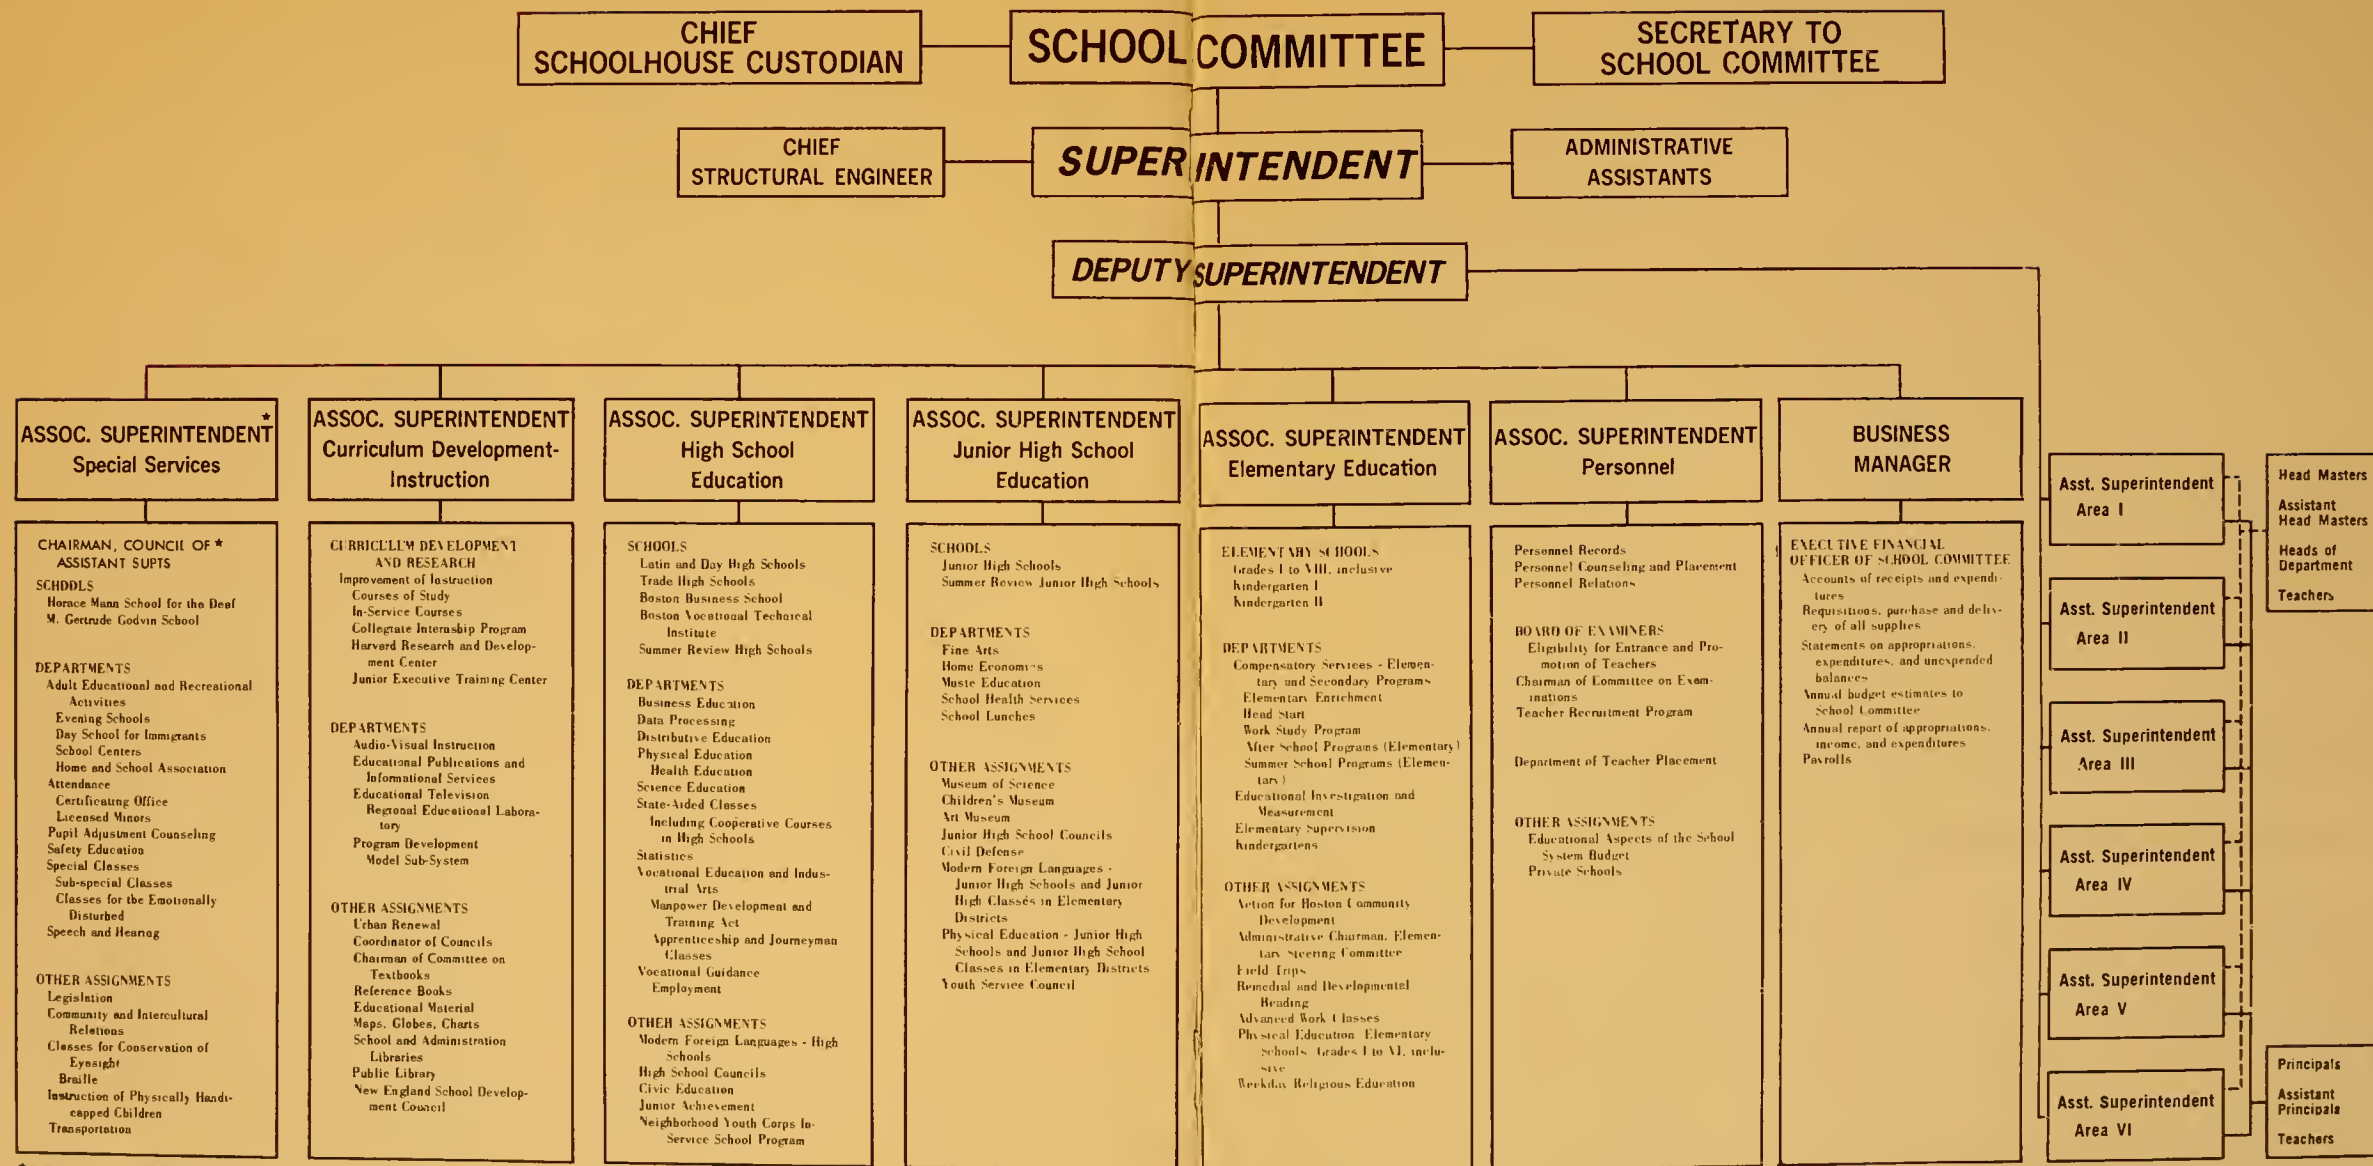 CHIEF
SCHOOLHOUSE CUSTODIAN
SCHOOL COMMITTEE
SECRETARY TO
SCHOOL COMMITTEE
CHIEF
STRUCTURAL ENGINEER
SUPERINTENDENT
ADMINISTRATIVE
ASSISTANTS
DEPUTY SUPERINTENDENT
ASSOC. SUPERINTENDENT *
Special Services
CHAIRMAN, COUNCIL OF *
ASSISTANT SUPTS
SCHOOLS
Horace Mann School for the Deaf
M. Gertrude Godvin School
DEPARTMENTS
Adult Educational and Recreational
Activities
Evening Schools
Day School for Immigrants
School Centers
Home and School Association
Attendance
Certificating Office
Licensed Minors
Pupil Adjustment Counseling
Safety Education
Special Classes
Sub-special Classes
Classes for the Emotionally
Disturbed
Speech and Hearing
OTHER ASSIGNMENTS
Legislation
Community and Intercultural
Relations
Classes for Conservation of
Eyesight
Braille
Instruction of Physically Handi-
capped Children
Transportation
ASSOC. SUPERINTENDENT
Curriculum Development-
Instruction
CURRICULUM DEVELOPMENT
AND RESEARCH
Improvement of Instruction
Courses of Study
In-Service Courses
Collegiate Internship Program
Harvard Research and Develop-
ment Center
Junior Executive Training Center
DEPARTMENTS
Audio-Visual Instruction
Educational Publications and
Informational Services
Educational Television
Regional Educational Labora-
tory
Program Development
Model Sub-System
OTHER ASSIGNMENTS
Urban Renewal
Coordinator of Councils
Chairman of Committee on
Textbooks
Reference Books
Educational Material
Maps, Globes, Charts
School and Administration
Libraries
Public Library
New England School Develop-
ment Council
ASSOC. SUPERINTENDENT
High School
Education
SCHOOLS
Latin and Day High Schools
Trade High Schools
Boston Business School
Boston Vocational Technical
Institute
Summer Review High Schools
DEPARTMENTS
Business Education
Data Processing
Distributive Education
Physical Education
Health Education
Science Education
State-Aided Classes
Including Cooperative Courses
in High Schools
Statistics
Vocational Education and Indus-
trial Arts
Manpower Development and
Training Act
Apprenticeship and Journeyman
Classes
Vocational Guidance
Employment
OTHER ASSIGNMENTS
Modern Foreign Languages - High
Schools
High School Councils
Civic Education
Junior Achievement
Neighborhood Youth Corps In-
Service School Program
ASSOC. SUPERINTENDENT
Junior High School
Education
SCHOOLS
Junior High Schools
Summer Review Junior High Schools
DEPARTMENTS
Fine Arts
Home Economics
Music Education
School Health Services
School Lunches
OTHER ASSIGNMENTS
Museum of Science
Children's Museum
Art Museum
Junior High School Councils
Civil Defense
Modern Foreign Languages -
Junior High Schools and Junior
High Classes in Elementary
Districts
Physical Education - Junior High
Schools and Junior High School
Classes in Elementary Districts
Youth Service Council
ASSOC. SUPERINTENDENT
Elementary Education
ELEMENTARY SCHOOLS
Grades I to VIII, inclusive
Kindergarten I
Kindergarten II
DEPARTMENTS
Compensatory Services - Elemen-
tary and Secondary Programs
Elementary Enrichment
Head Start
Work Study Program
After School Programs (Elementary)
Summer School Programs (Elemen-
tary)
Educational Investigation and
Measurement
Elementary Supervision
Kindergartens
OTHER ASSIGNMENTS
Action for Boston Community
Development
Administrative Chairman, Elemen-
tary Steering Committee
Field Trips
Remedial and Developmental
Reading
Advanced Work Classes
Physical Education Elementary
Schools Grades I to VI, inclu-
sive
Weekday Religious Education
ASSOC. SUPERINTENDENT
Personnel
Personnel Records
Personnel Counseling and Placement
Personnel Relations
BOARD OF EXAMINERS
Eligibility for Entrance and Pro-
motion of Teachers
Chairman of Committee on Exam-
inations
Teacher Recruitment Program
Department of Teacher Placement
OTHER ASSIGNMENTS
Educational Aspects of the School
System Budget
Private Schools
BUSINESS
MANAGER
EXECUTIVE FINANCIAL
OFFICER OF SCHOOL COMMITTEE
Accounts of receipts and expendi-
tures
Requisitions, purchase and deliv-
ery of all supplies
Statements on appropriations,
expenditures, and unexpended
balances
Annual budget estimates to
School Committee
Annual report of appropriations,
income, and expenditures
Payrolls
Asst. Superintendent
Area I
Asst. Superintendent
Area II
Asst. Superintendent
Area III
Asst. Superintendent
Area IV
Asst. Superintendent
Area V
Asst. Superintendent
Area VI
Head Masters
Assistant
Head Masters
Heads of
Department
Teachers
Principals
Assistant
Principals
Teachers